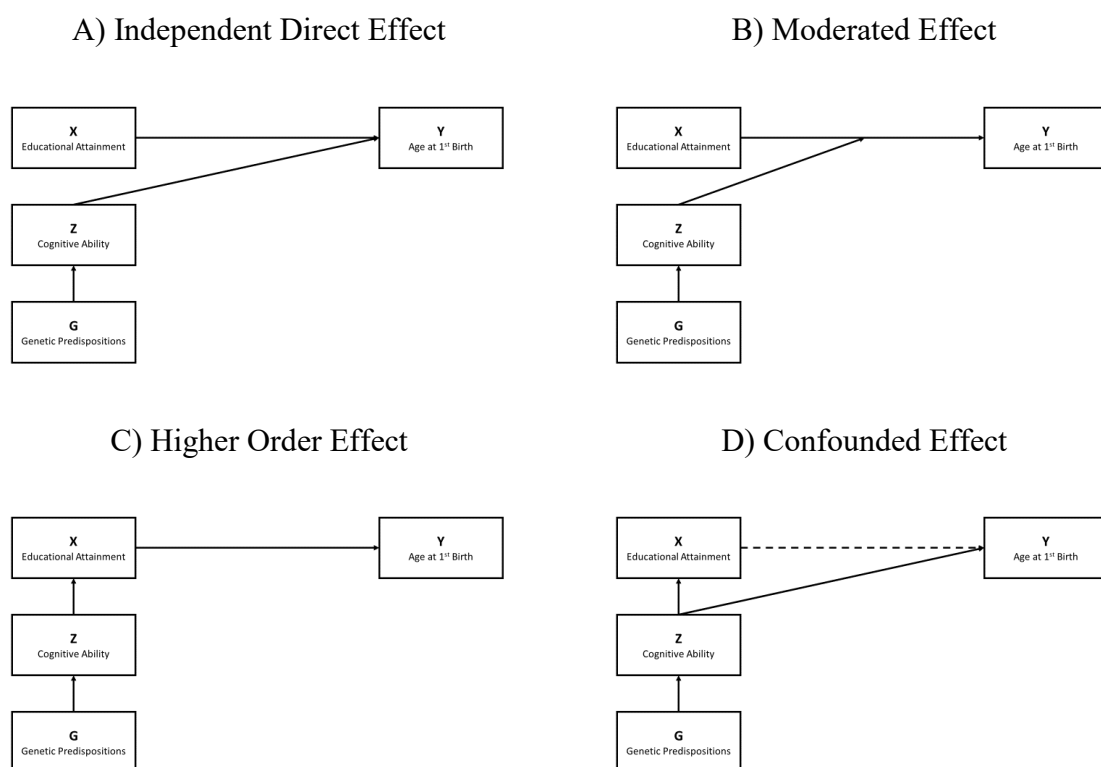 A) Independent Direct Effect
X
Educational Attainment
Y
Age at 1st Birth
Z
Cognitive Ability
G
Genetic Predispositions
B) Moderated Effect
X
Educational Attainment
Y
Age at 1st Birth
Z
Cognitive Ability
G
Genetic Predispositions
C) Higher Order Effect
X
Educational Attainment
Y
Age at 1st Birth
Z
Cognitive Ability
G
Genetic Predispositions
D) Confounded Effect
X
Educational Attainment
Y
Age at 1st Birth
Z
Cognitive Ability
G
Genetic Predispositions